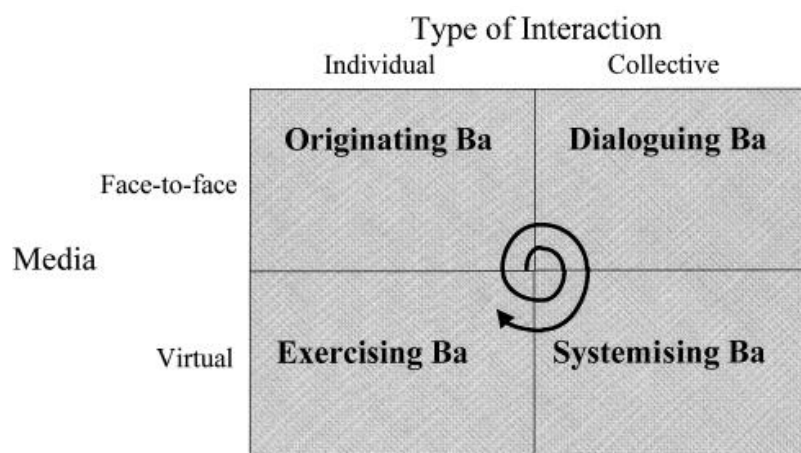 Type of Interaction
Individual Collective
Originating Ba Dialoguing Ba
Face-to-face
Media
Virtual
Exercising Ba Systemising Ba